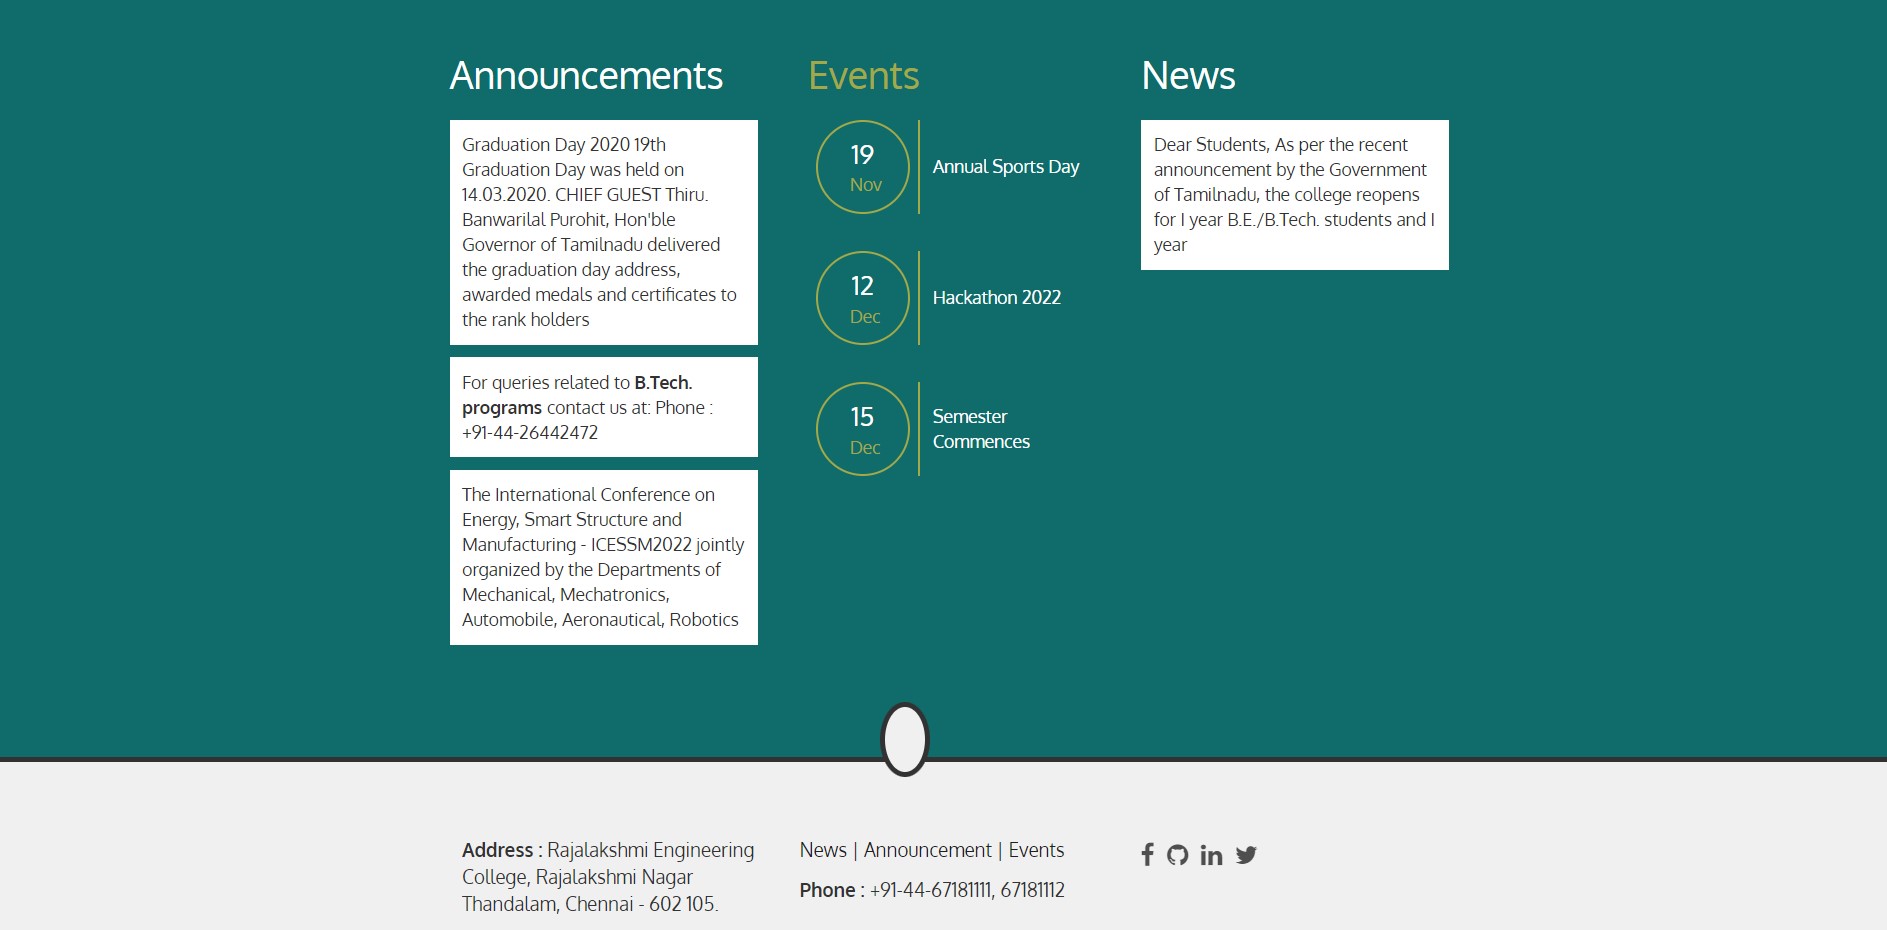 Announcements
Graduation Day 2020 19th
Graduation Day was held on
14.03.2020. CHIEF GUEST Thiru.
Banwarilal Purohit, Hon'ble
Governor of Tamilnadu delivered
the graduation day address,
awarded medals and certificates to
the rank holders
For queries related to B.Tech.
programs contact us at: Phone :
+91-44-26442472
The International Conference on
Energy, Smart Structure and
Manufacturing - ICESSM2022 jointly
organized by the Departments of
Mechanical, Mechatronics,
Automobile, Aeronautical, Robotics
Events
19
Nov
Annual Sports Day
12
Dec
Hackathon 2022
15
Dec
Semester
Commences
News
Dear Students, As per the recent
announcement by the Government
of Tamilnadu, the college reopens
for I year B.E./B.Tech. students and I
year
Address : Rajalakshmi Engineering
College, Rajalakshmi Nagar
Thandalam, Chennai - 602 105.
News | Announcement | Events
Phone : +91-44-67181111, 67181112